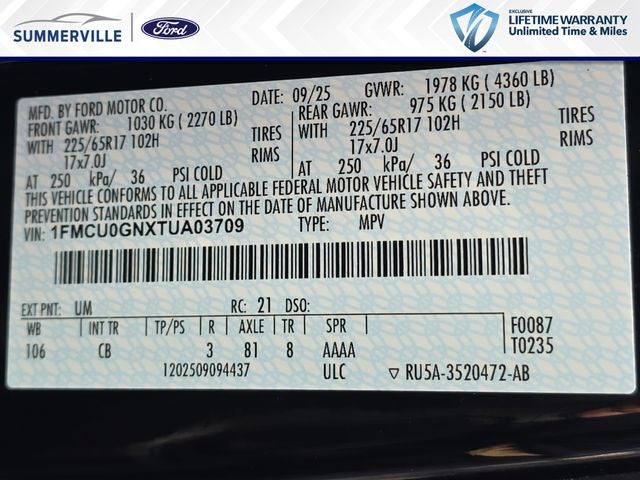 SUMMERVILLE Ford
EXCLUSIVE
LIFETIME WARRANTY
Unlimited Time & Miles
MFD. BY FORD MOTOR CO. DATE: 09/25 GVWR: 1978 KG ( 4360 LB)
FRONT GAWR: 1030 KG ( 2270 LB) REAR GAWR: 975 KG ( 2150 LB)
WITH 225/65R17 102H TIRES WITH 225/65R17 102H TIRES
17x7.0J RIMS 17x7.0J RIMS
AT 250 kPa/ 36 PSI COLD AT 250 kPa/ 36 PSI COLD
THIS VEHICLE CONFORMS TO ALL APPLICABLE FEDERAL MOTOR VEHICLE SAFETY AND THEFT
PREVENTION STANDARDS IN EFFECT ON THE DATE OF MANUFACTURE SHOWN ABOVE.
VIN: 1FMCU0GNXTUA03709 TYPE: MPV
EXT PNT: UM RC: 21 DSO:
WB INT TR TP/PS R AXLE TR SPR F0087
106 CB 3 81 8 AAAA T0235
1202509094437 ULC RU5A-3520472-AB